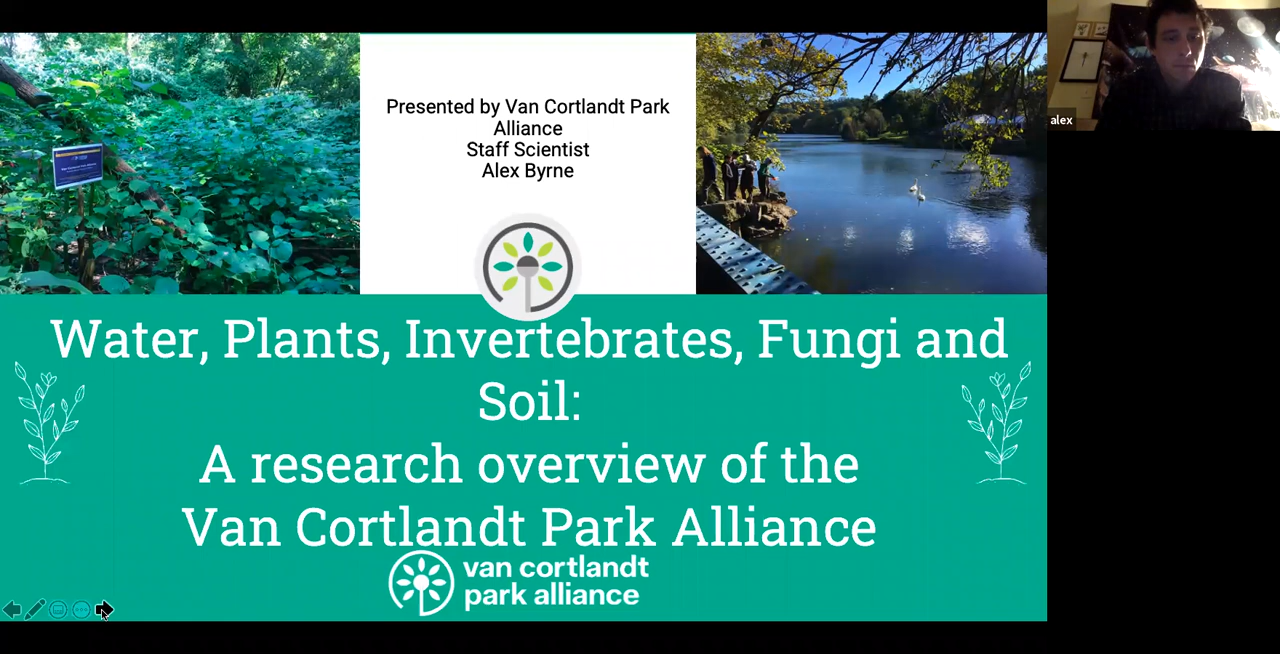 Presented by Van Cortlandt Park
Alliance
Staff Scientist
Alex Byrne
alex
Water, Plants, Invertebrates, Fungi and
Soil:
A research overview of the
Van Cortlandt Park Alliance
van cortlandt
park alliance